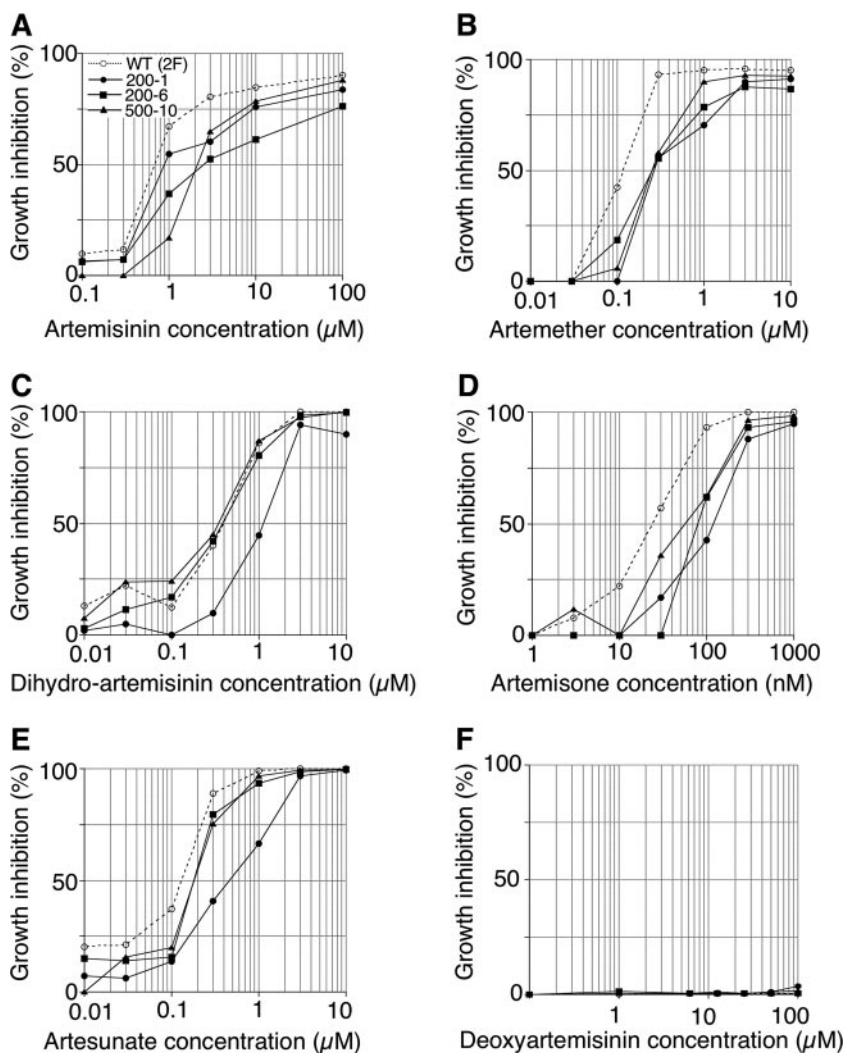 A
Growth inhibition (%)
100
50
0
WT (2F)
200-1
200-6
500-10
0.1 1 10 100
Artemisinin concentration (µM)
B
Growth inhibition (%)
100
50
0
0.01 0.1 1 10
Artemether concentration (µM)
C
Growth inhibition (%)
100
50
0
0.01 0.1 1 10
Dihydro-artemisinin concentration (µM)
D
Growth inhibition (%)
100
50
0
1 10 100 1000
Artemisone concentration (nM)
E
Growth inhibition (%)
100
50
0
0.01 0.1 1 10
Artesunate concentration (µM)
F
Growth inhibition (%)
100
50
0
1 10 100
Deoxyartemisinin concentration (µM)